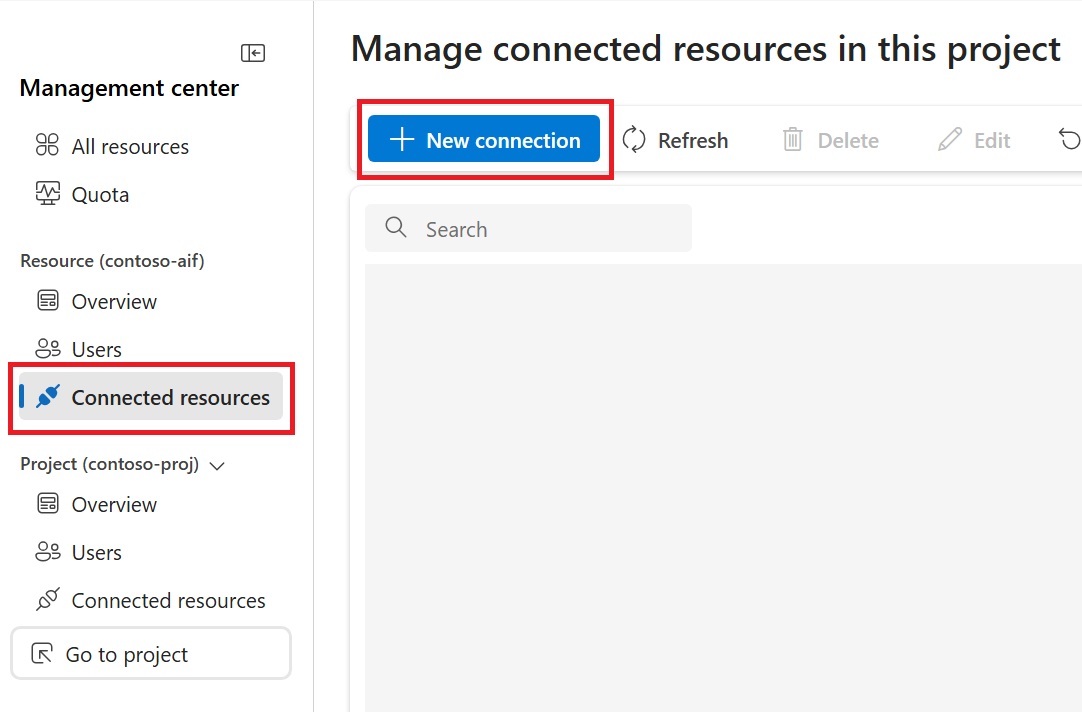 Management center
All resources
Quota
Resource (contoso-aif)
Overview
Users
Connected resources
Project (contoso-proj)
Overview
Users
Connected resources
Go to project
Manage connected resources in this project
New connection Refresh Delete Edit
Search